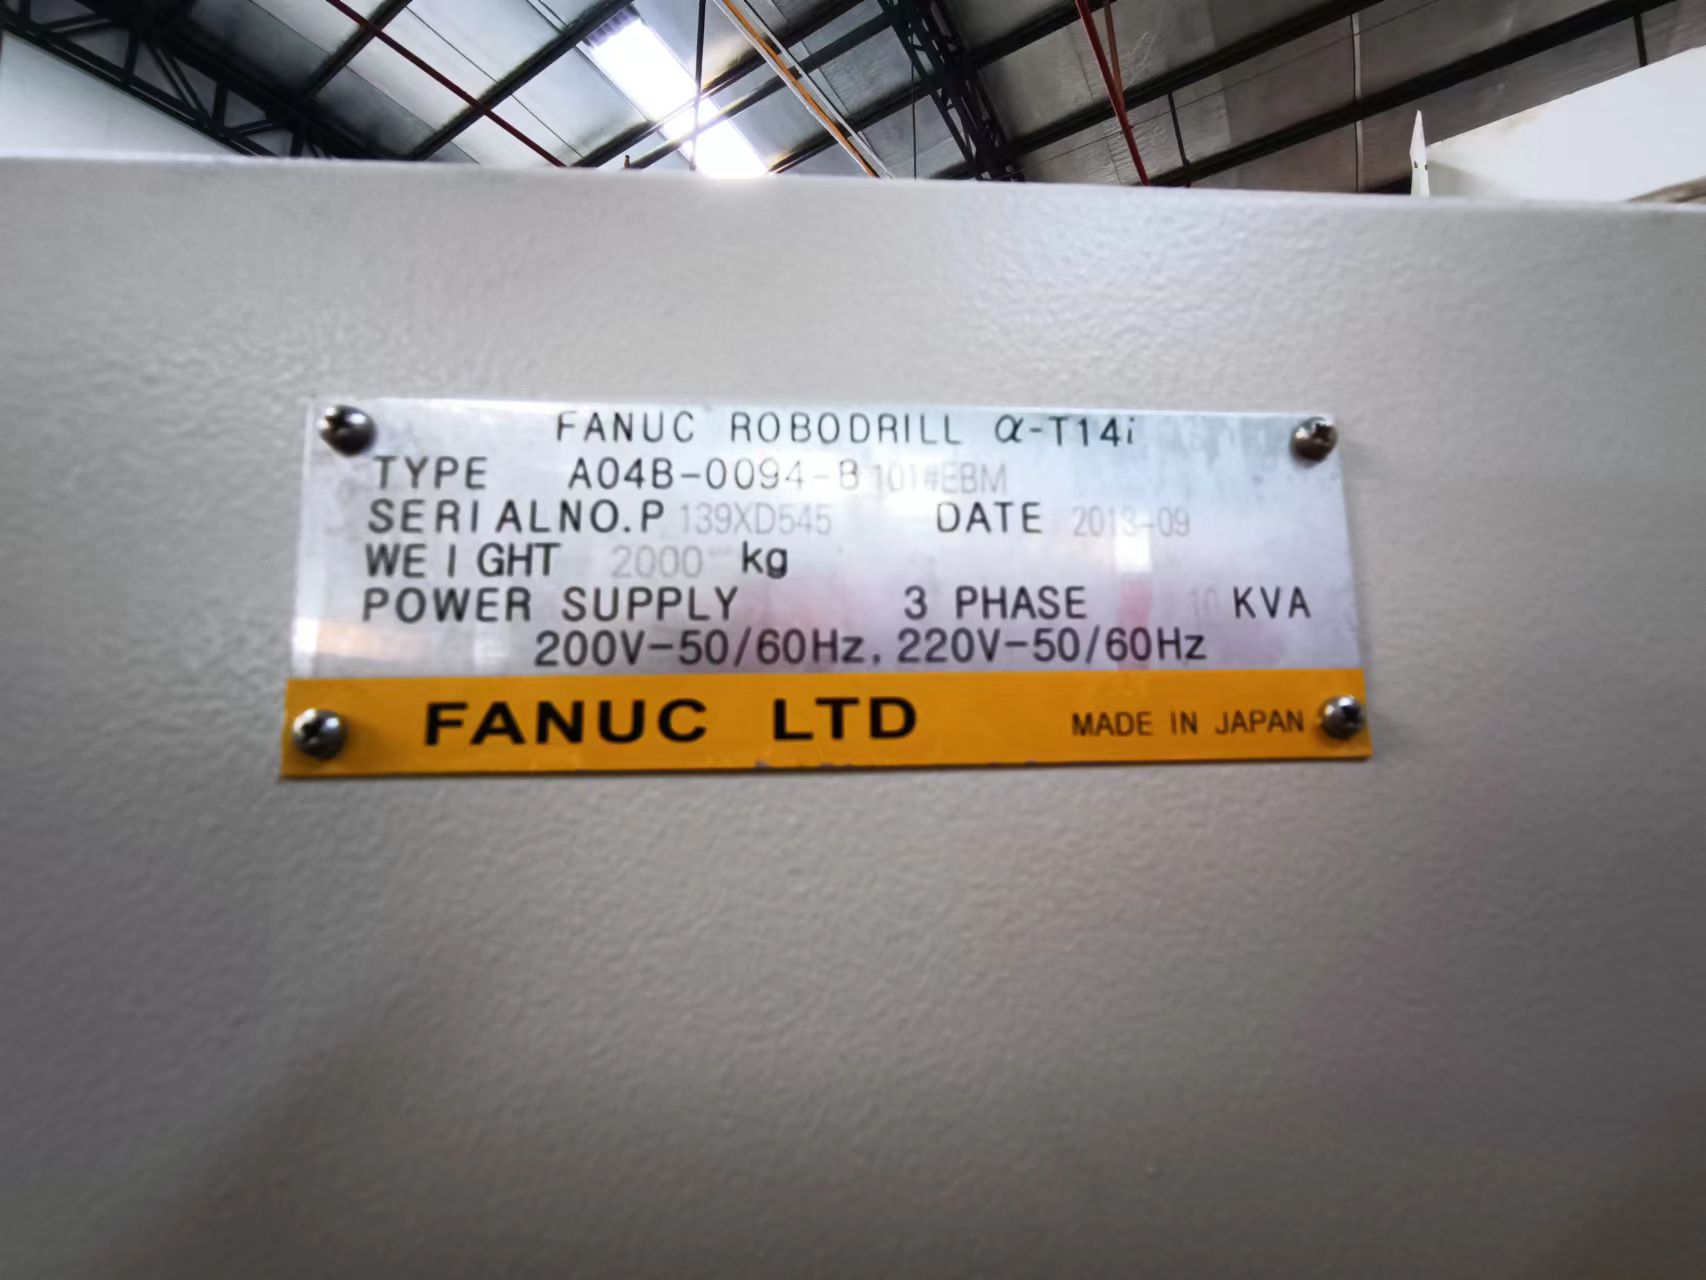 FANUC ROBODRILL α-T14i
TYPE A04B-0094-B101#EBM
SERIALNO.P 139XD545 DATE 2013-09
WEIGHT 2000 kg
POWER SUPPLY 3 PHASE 10 KVA
200V-50/60Hz, 220V-50/60Hz
FANUC LTD MADE IN JAPAN